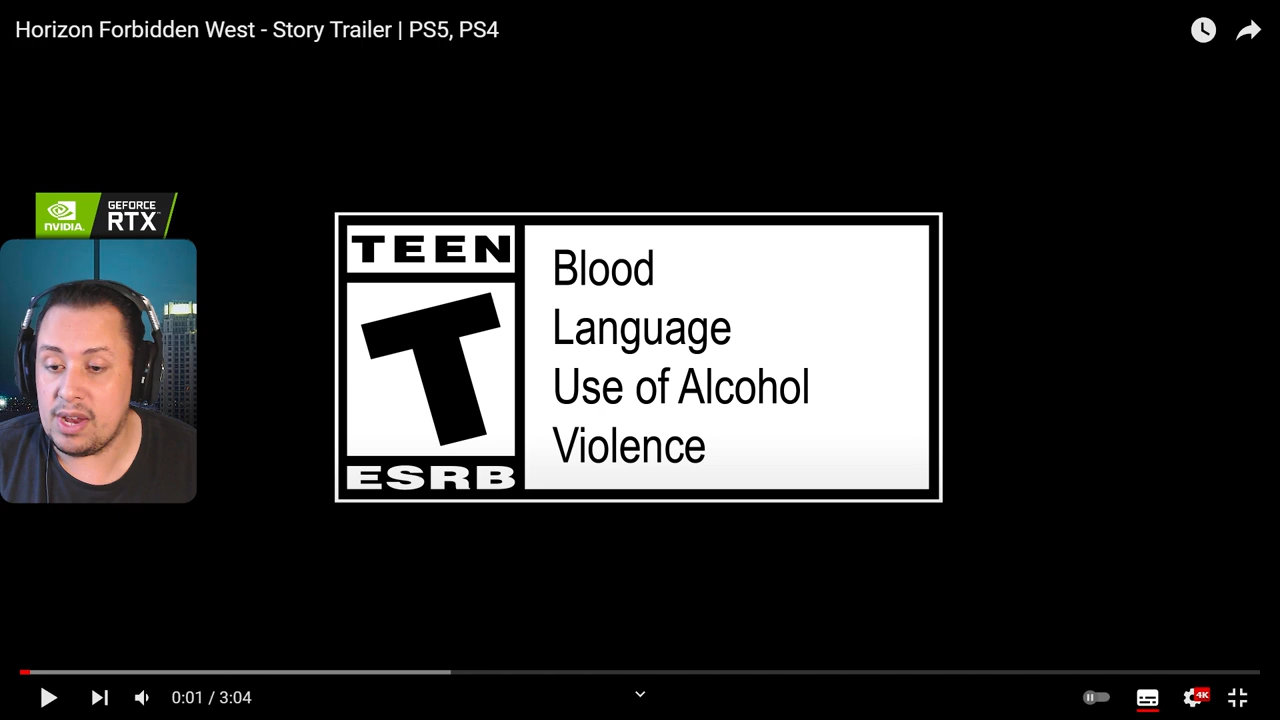 Horizon Forbidden West - Story Trailer | PS5, PS4
NVIDIA.
GEFORCE
RTX
TEEN
T
ESRB
Blood
Language
Use of Alcohol
Violence
0:01 / 3:04
4K